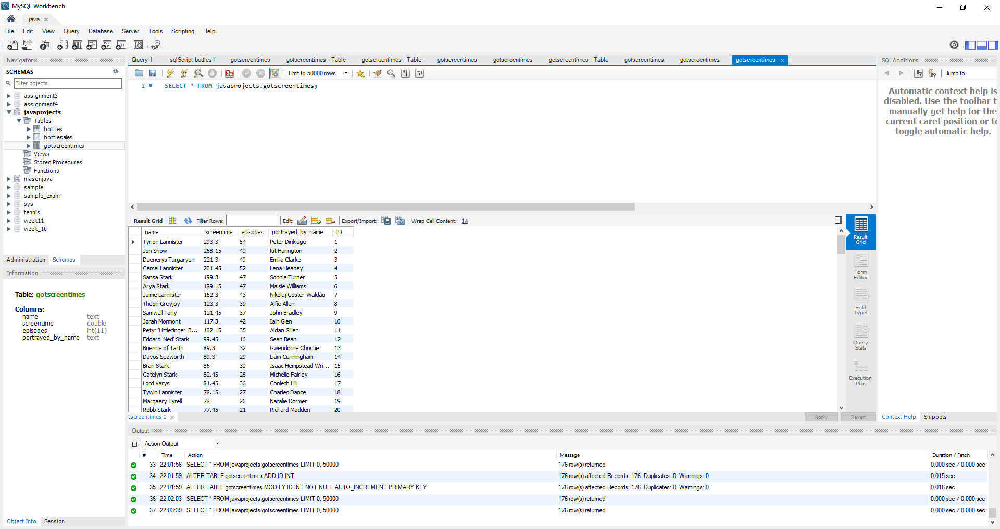 MySQL Workbench
java
File Edit View Query Database Server Tools Scripting Help
Navigator
SCHEMAS
Filter objects
assignment3
assignment4
javaprojects
Tables
bottles
bottlesales
gotscreentimes
Views
Stored Procedures
Functions
masonjava
sample
sample_exam
sys
tennis
week11
week_10
Administration Schemas
Information
Table: gotscreentimes
Columns:
name text
screentime double
episodes int(11)
portrayed_by_name text
Object Info Session
Query 1 sqlScript-bottles1 gotscreentimes gotscreentimes - Table gotscreentimes - Table gotscreentimes gotscreentimes gotscreentimes - Table gotscreentimes gotscreentimes gotscreentimes
Limit to 50000 rows
1 SELECT * FROM javaprojects.gotscreentimes;
Result Grid Filter Rows: Edit: Export/Import: Wrap Cell Content:
name screentime episodes portrayed_by_name ID
Tyrion Lannister 293.3 54 Peter Dinklage 1
Jon Snow 268.15 49 Kit Harington 2
Daenerys Targaryen 221.3 49 Emilia Clarke 3
Cersei Lannister 201.45 52 Lena Headey 4
Sansa Stark 199.3 47 Sophie Turner 5
Arya Stark 189.15 47 Maisie Williams 6
Jaime Lannister 162.3 43 Nikolaj Coster-Waldau 7
Theon Greyjoy 123.3 39 Alfie Allen 8
Samwell Tarly 121.45 37 John Bradley 9
Jorah Mormont 117.3 42 Iain Glen 10
Petyr 'Littlefinger' B... 102.15 35 Aidan Gillen 11
Eddard 'Ned' Stark 99.45 16 Sean Bean 12
Brienne of Tarth 89.3 32 Gwendoline Christie 13
Davos Seaworth 89.3 29 Liam Cunningham 14
Bran Stark 86 30 Isaac Hempstead Wri... 15
Catelyn Stark 82.45 26 Michelle Fairley 16
Lord Varys 81.45 36 Conleth Hill 17
Tywin Lannister 78.15 27 Charles Dance 18
Margaery Tyrell 78 26 Natalie Dormer 19
Robb Stark 77.45 21 Richard Madden 20
Result
Grid
Form
Editor
Field
Types
Query
Stats
Execution
Plan
tscreentimes 1
Apply Revert
SQLAdditions
Jump to
Automatic context help is
disabled. Use the toolbar t
manually get help for the
current caret position or to
toggle automatic help.
Context Help Snippets
Output
Action Output
# Time Action Message Duration / Fetch
33 22:01:56 SELECT * FROM javaprojects.gotscreentimes LIMIT 0, 50000 176 row(s) returned 0.000 sec / 0.000 sec
34 22:01:59 ALTER TABLE gotscreentimes ADD ID INT 176 row(s) affected Records: 176 Duplicates: 0 Warnings: 0 0.015 sec
35 22:01:59 ALTER TABLE gotscreentimes MODIFY ID INT NOT NULL AUTO_INCREMENT PRIMARY KEY 176 row(s) affected Records: 176 Duplicates: 0 Warnings: 0 0.016 sec
36 22:02:03 SELECT * FROM javaprojects.gotscreentimes LIMIT 0, 50000 176 row(s) returned 0.000 sec / 0.000 sec
37 22:03:39 SELECT * FROM javaprojects.gotscreentimes LIMIT 0, 50000 176 row(s) returned 0.000 sec / 0.000 sec